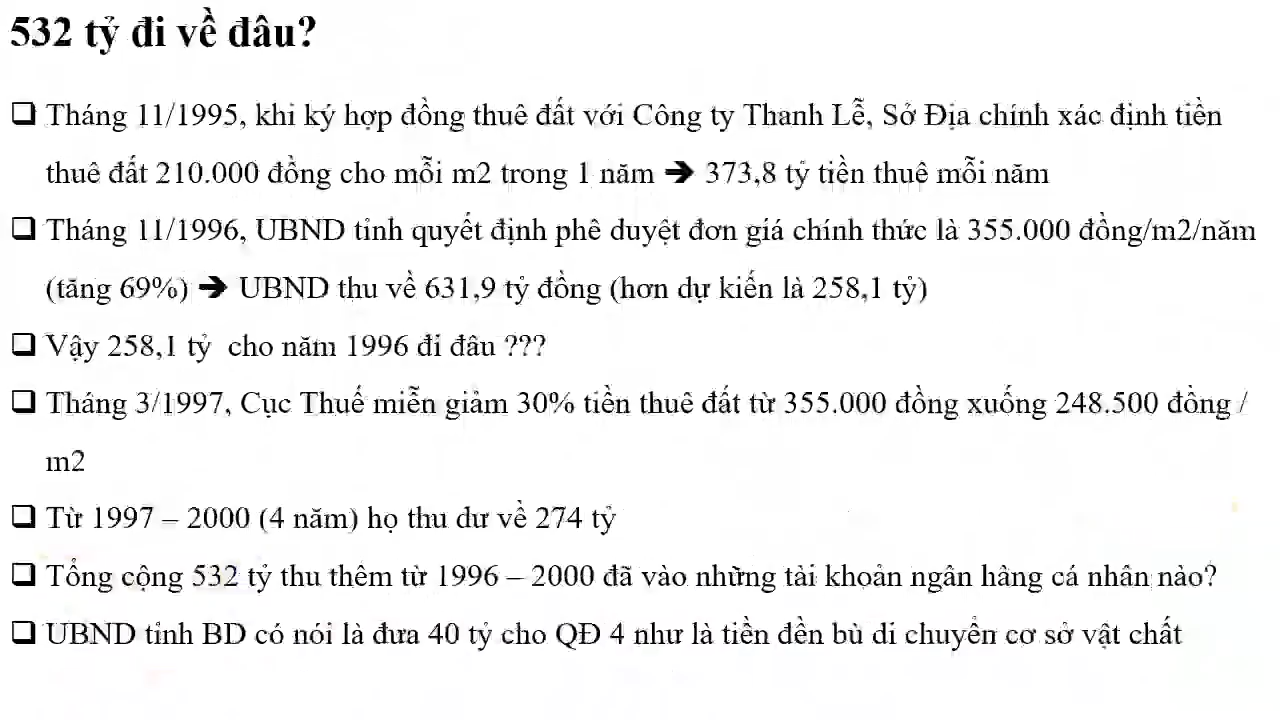 532 tỷ đi về đâu?
❑ Tháng 11/1995, khi ký hợp đồng thuê đất với Công ty Thanh Lễ, Sở Địa chính xác định tiền
thuê đất 210.000 đồng cho mỗi m2 trong 1 năm ➔ 373,8 tỷ tiền thuê mỗi năm
❑ Tháng 11/1996, UBND tỉnh quyết định phê duyệt đơn giá chính thức là 355.000 đồng/m2/năm
(tăng 69%) ➔ UBND thu về 631,9 tỷ đồng (hơn dự kiến là 258,1 tỷ)
❑ Vậy 258,1 tỷ  cho năm 1996 đi đâu ???
❑ Tháng 3/1997, Cục Thuế miễn giảm 30% tiền thuê đất từ 355.000 đồng xuống 248.500 đồng /
m2
❑ Từ 1997 – 2000 (4 năm) họ thu dư về 274 tỷ
❑ Tổng cộng 532 tỷ thu thêm từ 1996 – 2000 đã vào những tài khoản ngân hàng cá nhân nào?
❑ UBND tỉnh BD có nói là đưa 40 tỷ cho QĐ 4 như là tiền đền bù di chuyển cơ sở vật chất